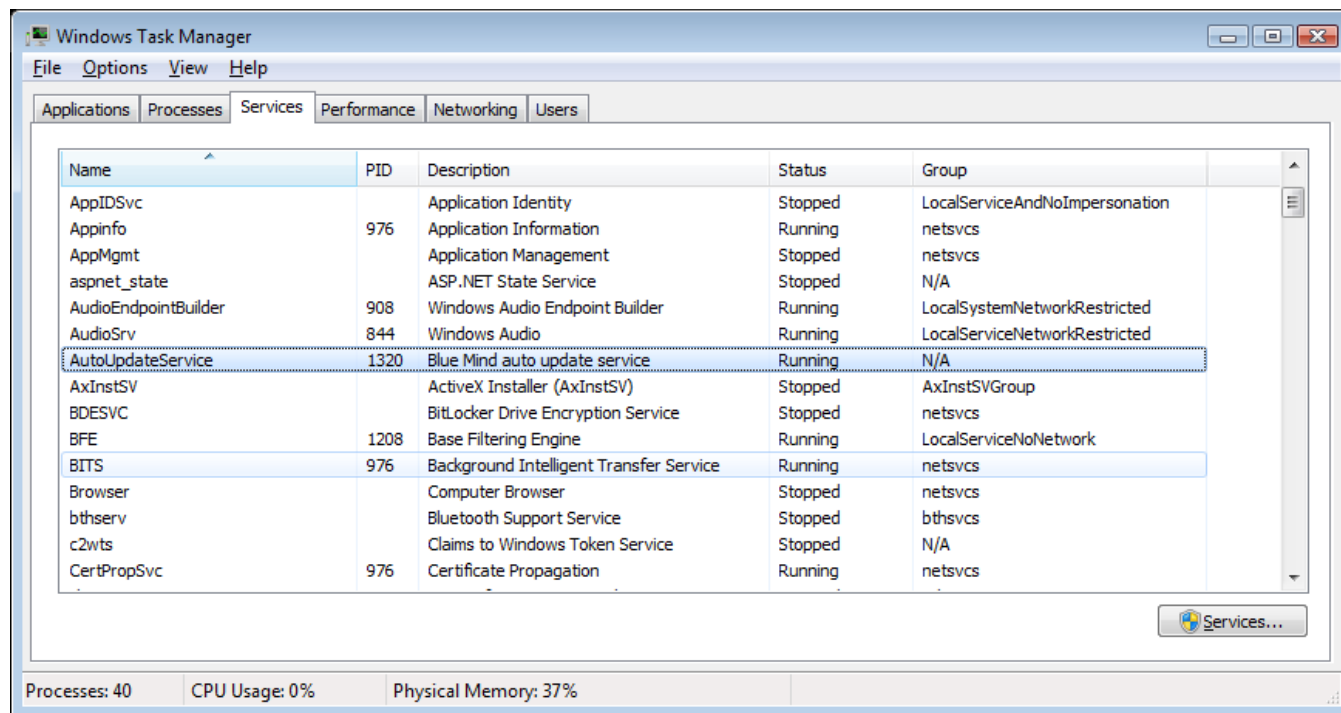 Windows Task Manager
File Options View Help
Applications Processes Services Performance Networking Users
Name PID Description Status Group
AppIDSvc Application Identity Stopped LocalServiceAndNoImpersonation
Appinfo 976 Application Information Running netsvcs
AppMgmt Application Management Stopped netsvcs
aspnet_state ASP.NET State Service Stopped N/A
AudioEndpointBuilder 908 Windows Audio Endpoint Builder Running LocalSystemNetworkRestricted
AudioSrv 844 Windows Audio Running LocalServiceNetworkRestricted
AutoUpdateService 1320 Blue Mind auto update service Running N/A
AxInstSV ActiveX Installer (AxInstSV) Stopped AxInstSVGroup
BDESVC BitLocker Drive Encryption Service Stopped netsvcs
BFE 1208 Base Filtering Engine Running LocalServiceNoNetwork
BITS 976 Background Intelligent Transfer Service Running netsvcs
Browser Computer Browser Stopped netsvcs
bthserv Bluetooth Support Service Stopped bthsvcs
c2wts Claims to Windows Token Service Stopped N/A
CertPropSvc 976 Certificate Propagation Running netsvcs
Services...
Processes: 40 CPU Usage: 0% Physical Memory: 37%